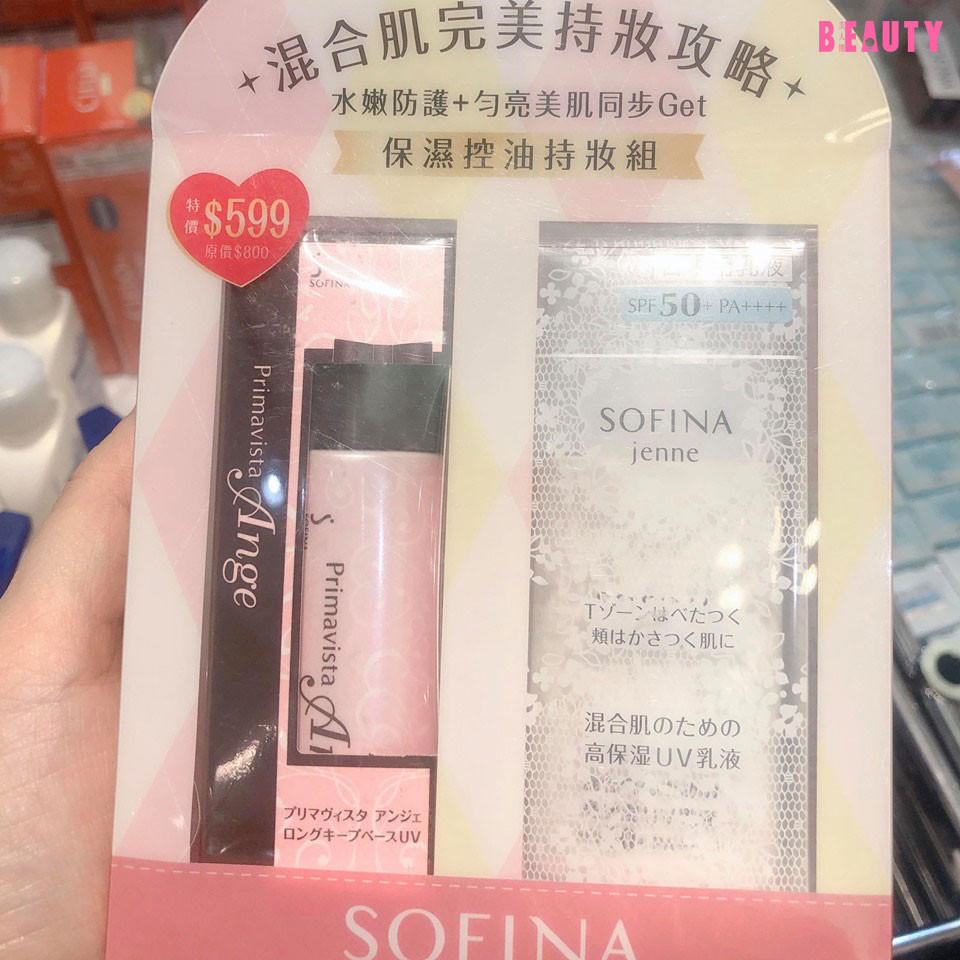 BEAUTY
混合肌完美持妝攻略
水嫩防護+勻亮美肌同步Get
保濕控油持妝組
特價 $599
原價$800
SOFINA
Primavista Ange
Primavista
プリマヴィスタ アンジェ
ロングキープベースUV
乳液
SPF 50+ PA++++
SOFINA
jenne
Tゾーンはべたつく
頬はかさつく肌に
混合肌のための
高保湿UV乳液
SOFINA